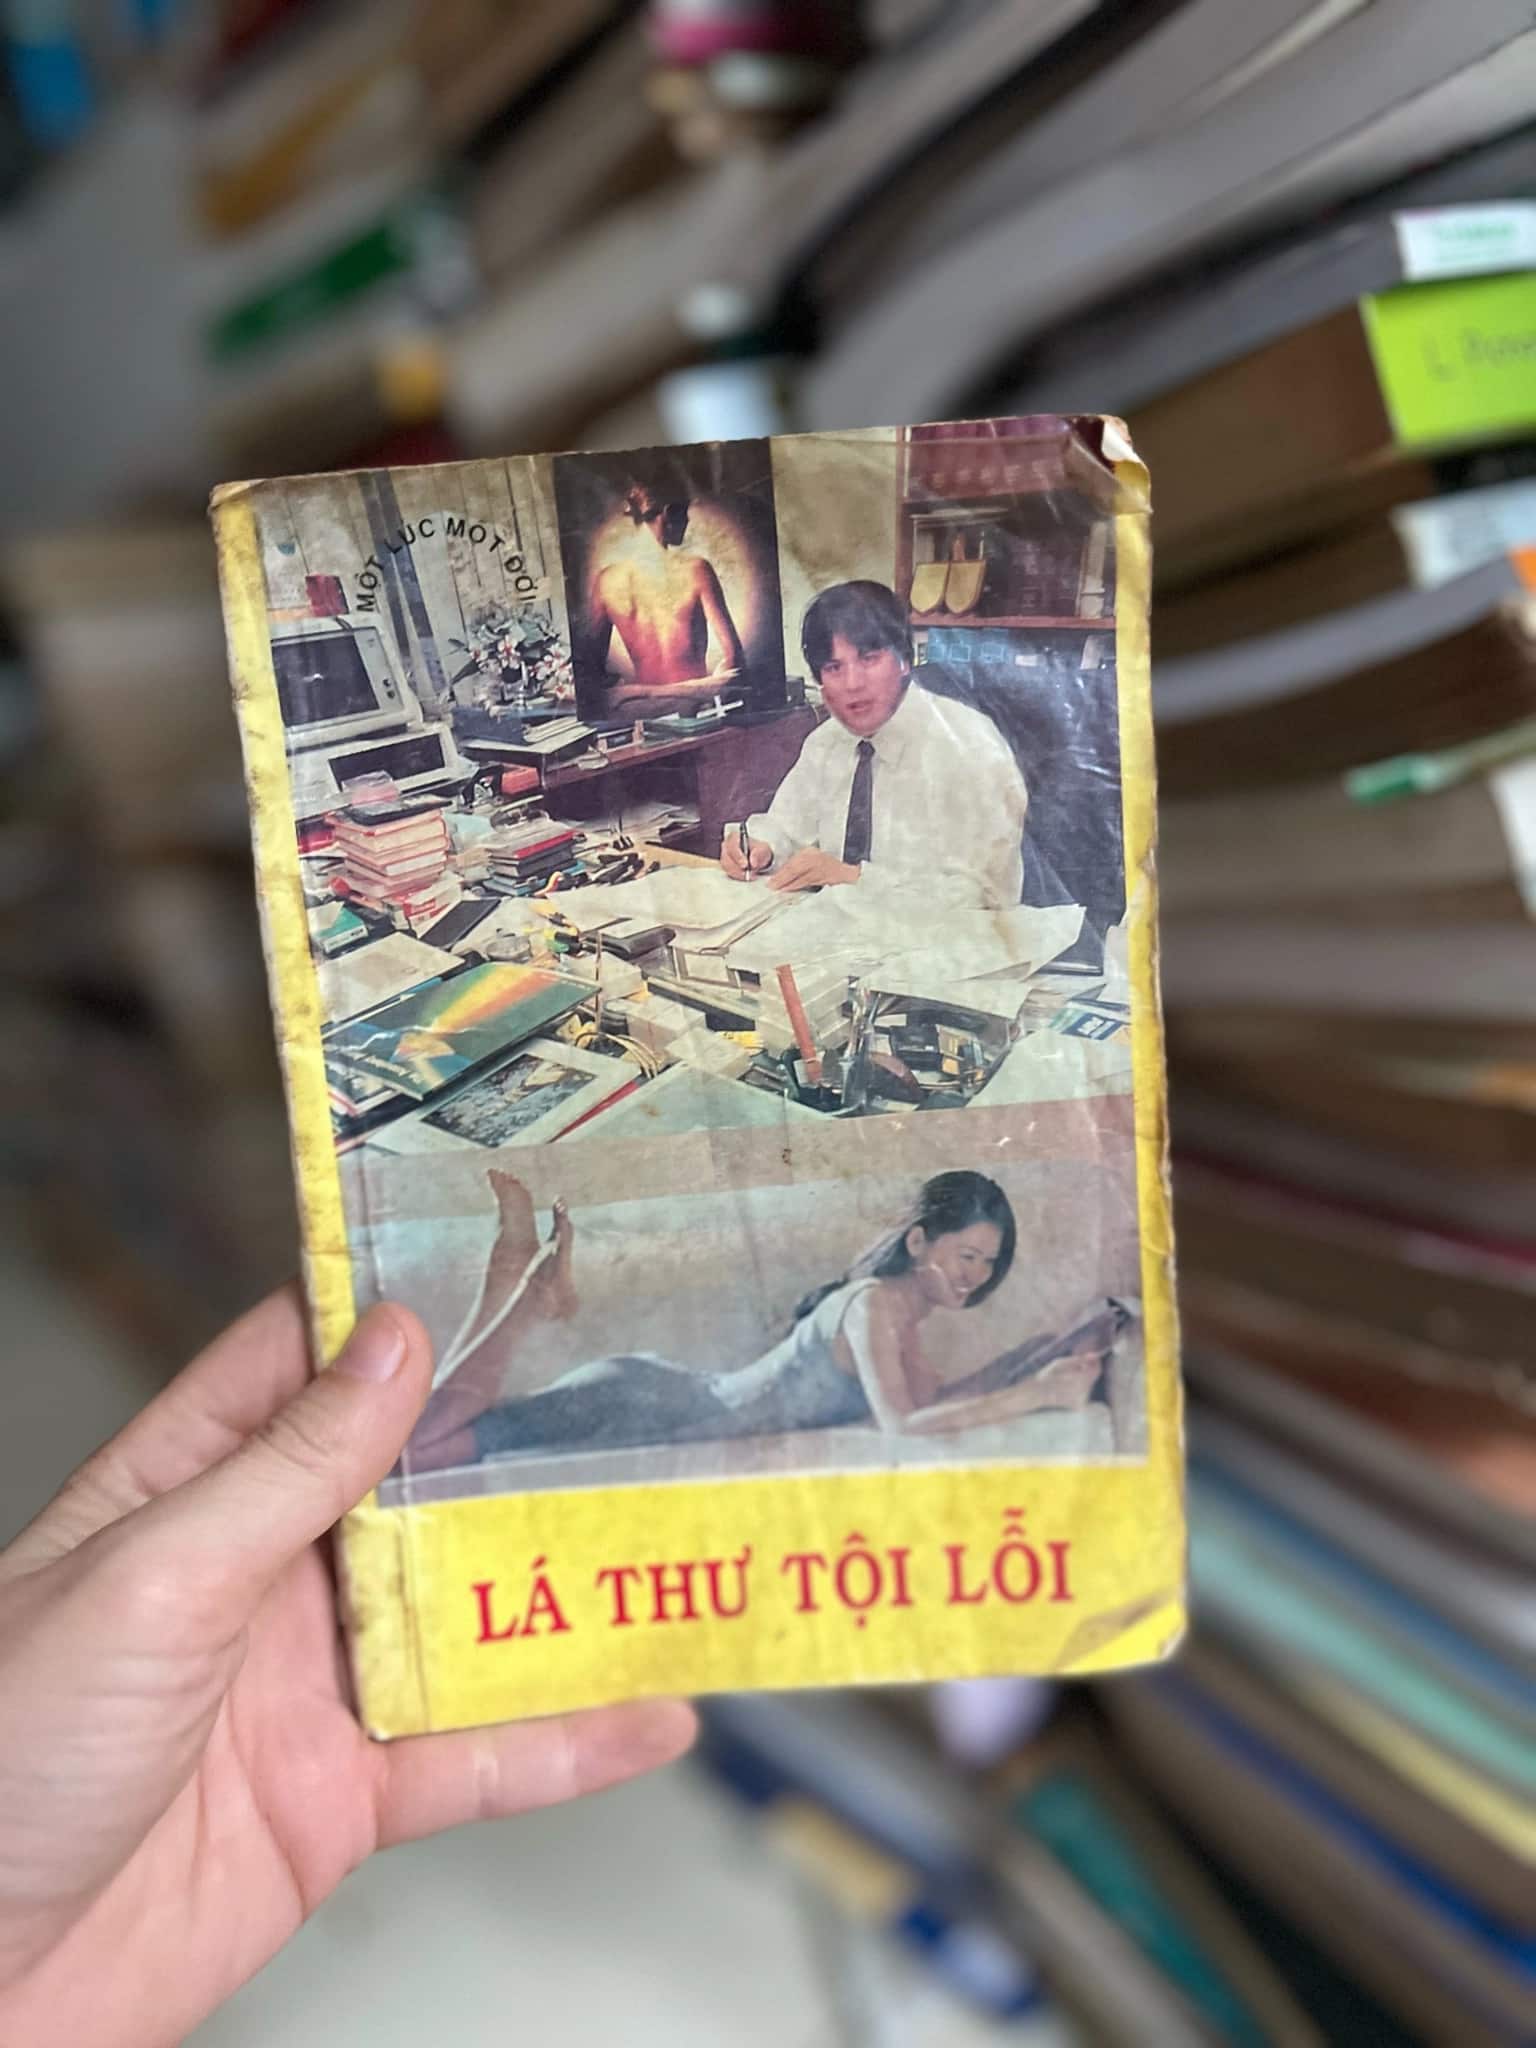 MỘT LÚC MỘT ĐỜI
LÁ THƯ TỘI LỖI